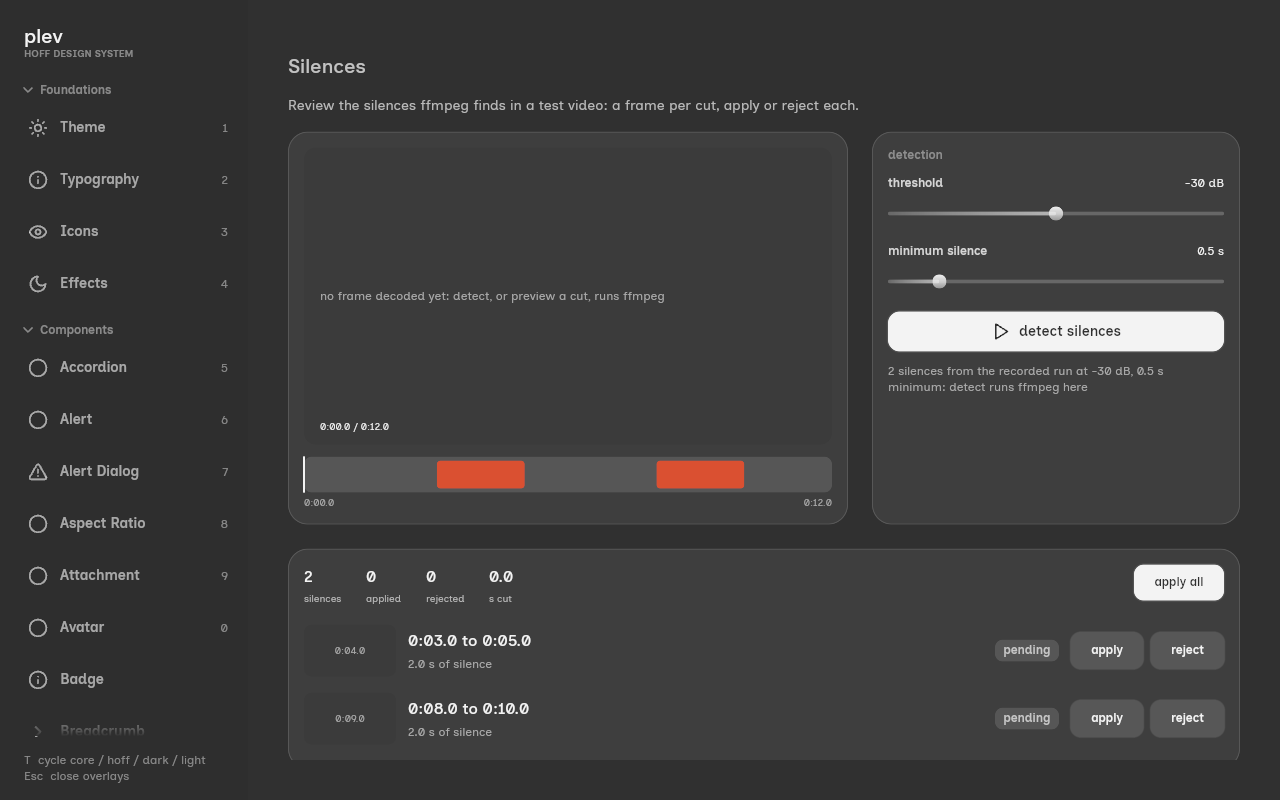 plev
HOFF DESIGN SYSTEM
Foundations
Theme 1
Typography 2
Icons 3
Effects 4
Components
Accordion 5
Alert 6
Alert Dialog 7
Aspect Ratio 8
Attachment 9
Avatar 0
Badge
Breadcrumb
T cycle core / hoff / dark / light
Esc close overlays
Silences
Review the silences ffmpeg finds in a test video: a frame per cut, apply or reject each.
no frame decoded yet: detect, or preview a cut, runs ffmpeg
0:00.0 / 0:12.0
0:00.0 0:12.0
detection
threshold -30 dB
minimum silence 0.5 s
detect silences
2 silences from the recorded run at -30 dB, 0.5 s
minimum: detect runs ffmpeg here
2 0 0 0.0
silences applied rejected s cut
apply all
0:04.0
0:03.0 to 0:05.0
2.0 s of silence
pending apply reject
0:09.0
0:08.0 to 0:10.0
2.0 s of silence
pending apply reject